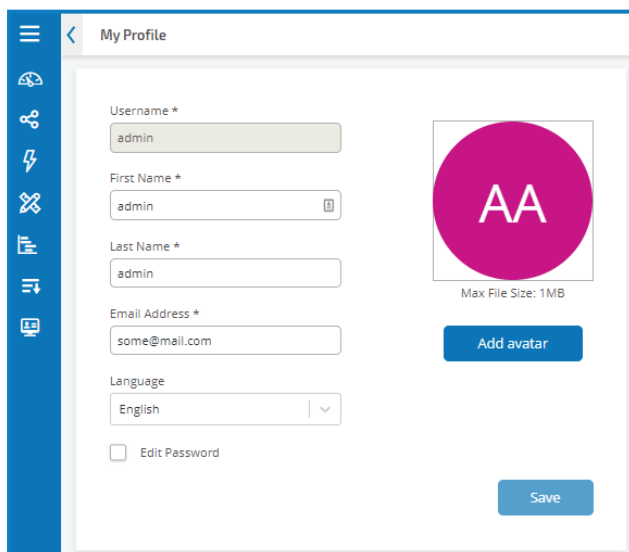 My Profile
Username *
admin
First Name *
admin
Last Name *
admin
Email Address *
some@mail.com
Language
English
Edit Password
AA
Max File Size: 1MB
Add avatar
Save